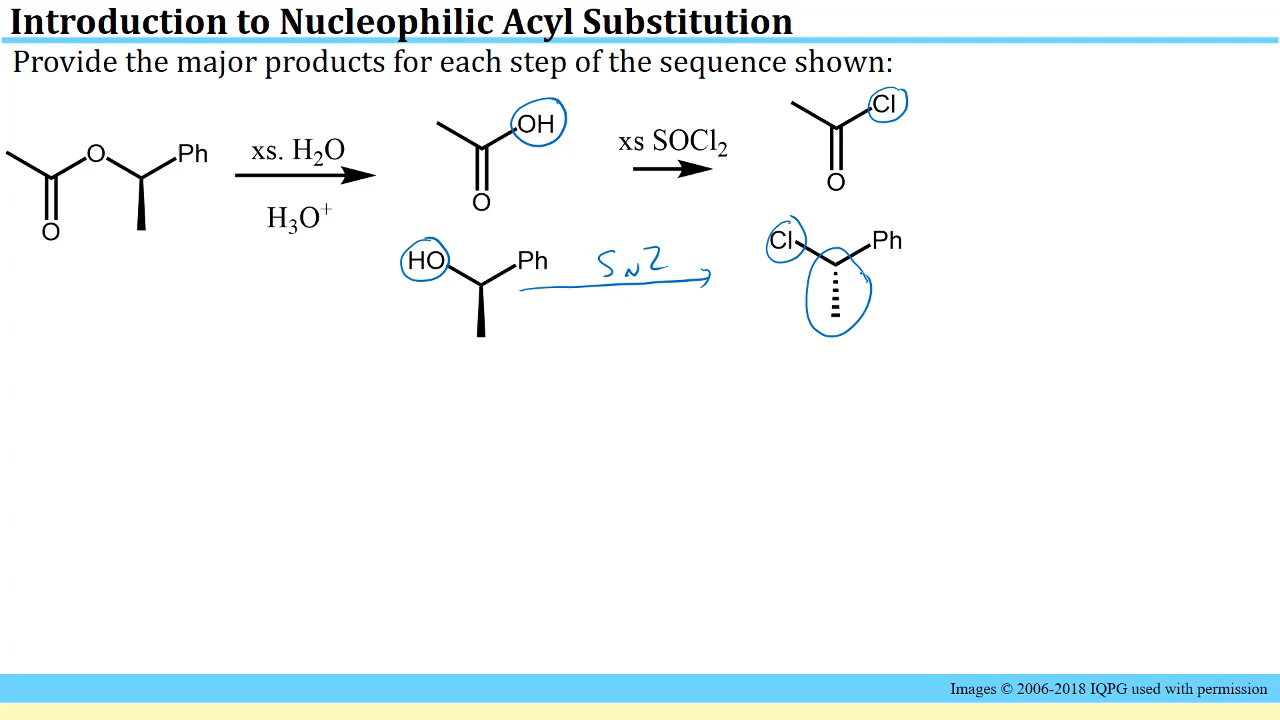 Introduction to Nucleophilic Acyl Substitution
Provide the major products for each step of the sequence shown:
O Ph
O
xs. H₂O
H₃O⁺
OH
O
xs SOCl₂
Cl
O
HO Ph
SN2
Cl Ph
Images © 2006-2018 IQPG used with permission